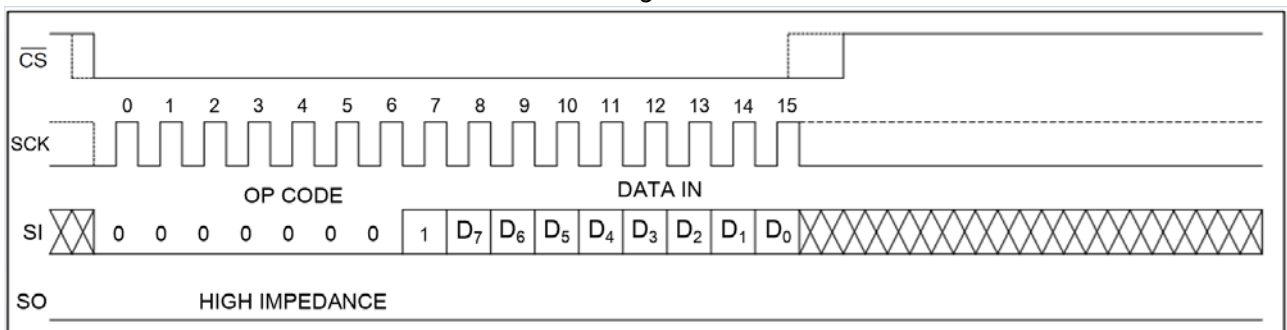 CS
0 1 2 3 4 5 6 7 8 9 10 11 12 13 14 15
SCK
OP CODE DATA IN
SI 0 0 0 0 0 0 0 1 D7 D6 D5 D4 D3 D2 D1 D0
SO HIGH IMPEDANCE